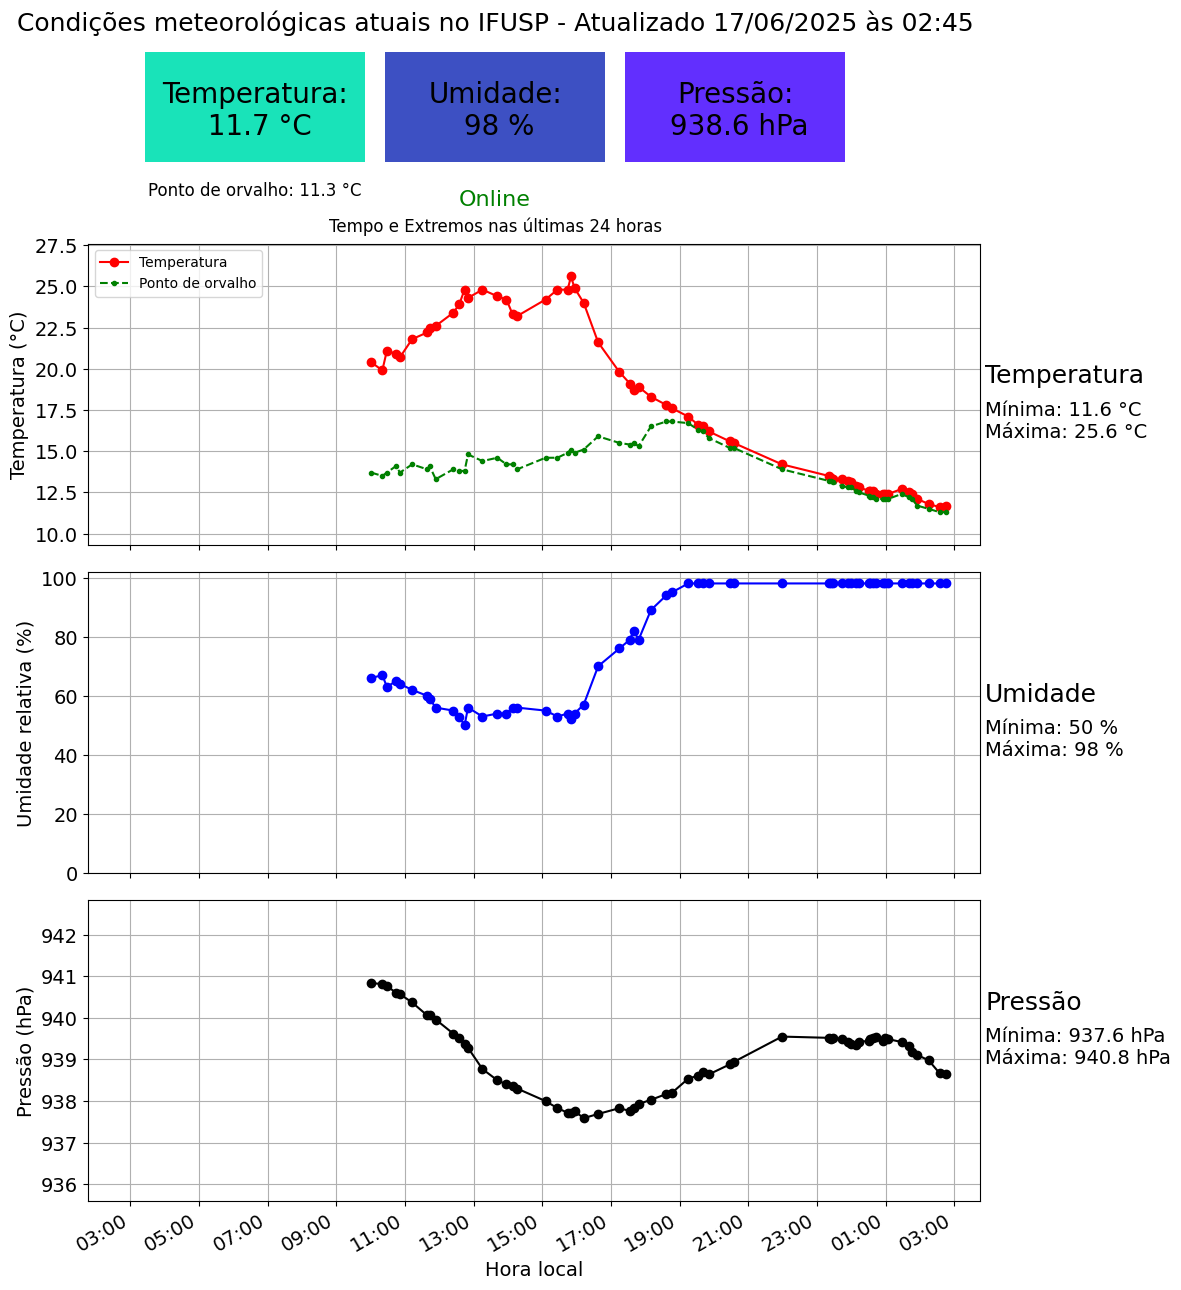 Condições meteorológicas atuais no IFUSP - Atualizado 17/06/2025 às 02:45
Temperatura:
11.7 °C
Umidade:
98 %
Pressão:
938.6 hPa
Ponto de orvalho: 11.3 °C
Online
Tempo e Extremos nas últimas 24 horas
27.5
25.0
22.5
20.0
17.5
15.0
12.5
10.0
Temperatura (°C)
Temperatura
Ponto de orvalho
Temperatura
Mínima: 11.6 °C
Máxima: 25.6 °C
100
80
60
40
20
0
Umidade relativa (%)
Umidade
Mínima: 50 %
Máxima: 98 %
942
941
940
939
938
937
936
Pressão (hPa)
Pressão
Mínima: 937.6 hPa
Máxima: 940.8 hPa
03:00
05:00
07:00
09:00
11:00
13:00
15:00
17:00
19:00
21:00
23:00
01:00
03:00
Hora local